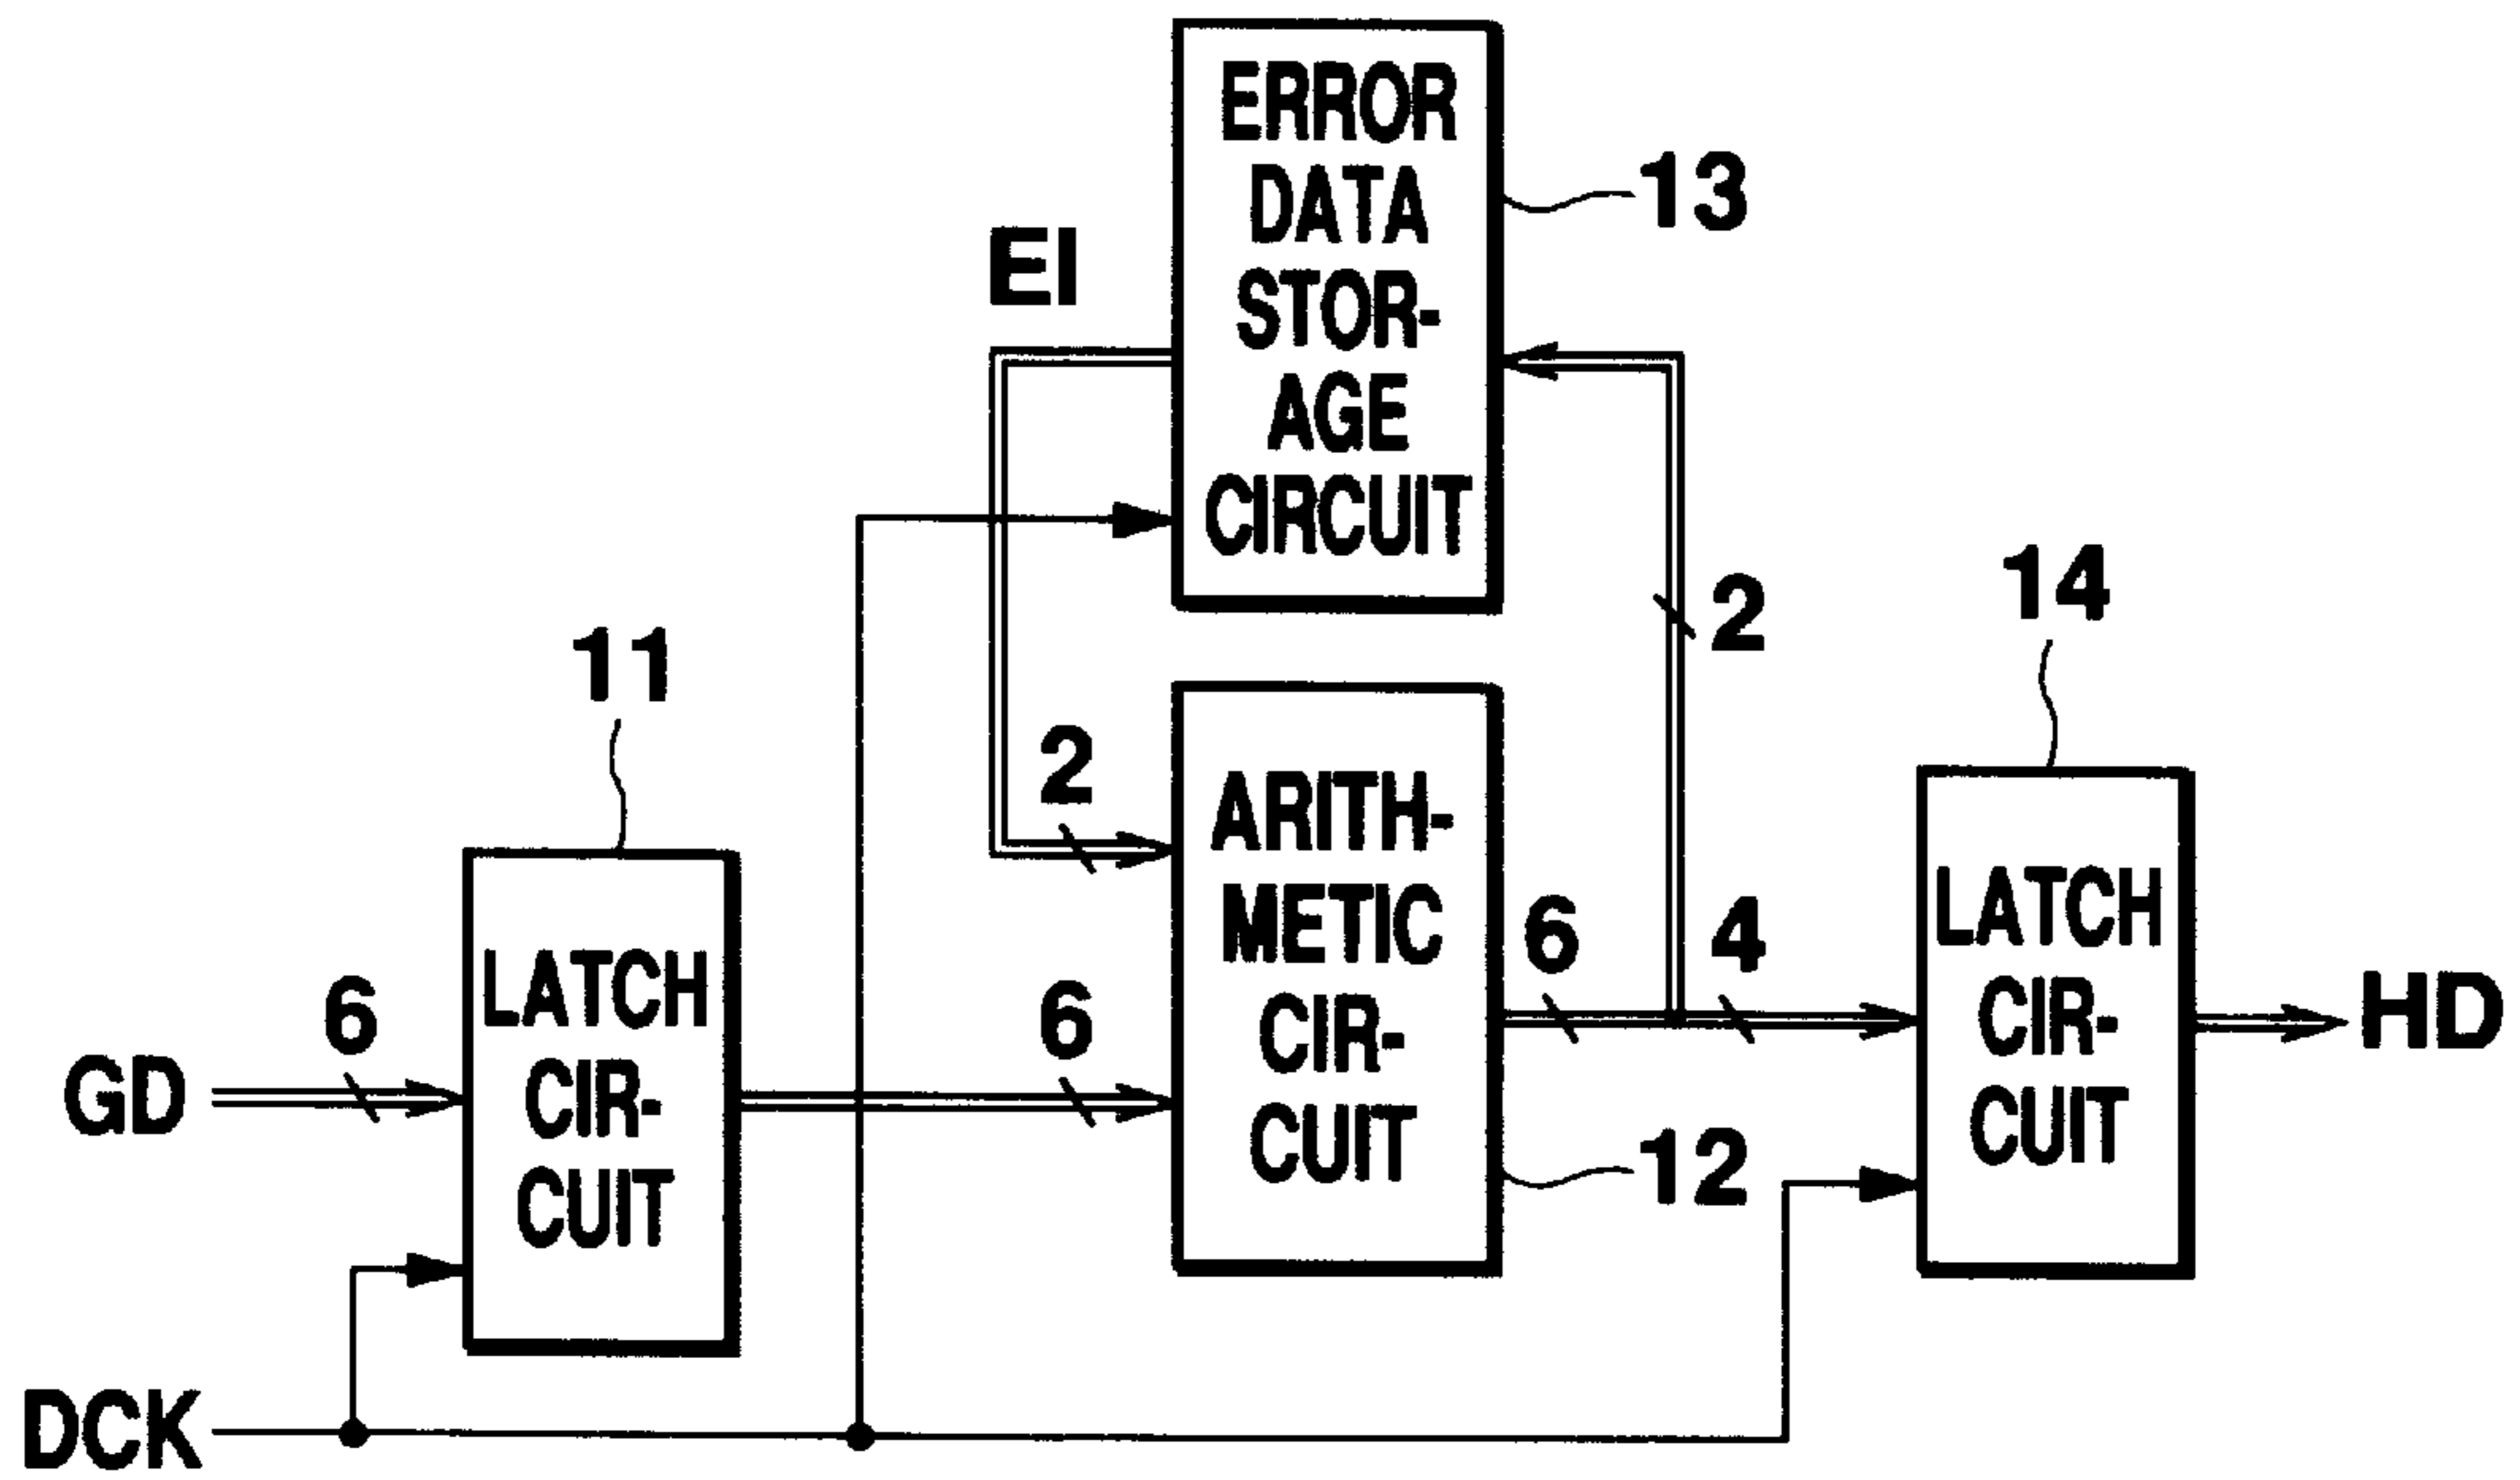 ERROR
DATA
STOR-
AGE
CIRCUIT
13
EI
2
14
11
2
ARITH-
METIC
CIR-
CUIT
6
4
LATCH
CIR-
CUIT
HD
LATCH
CIR-
CUIT
6
GD
6
12
DCK